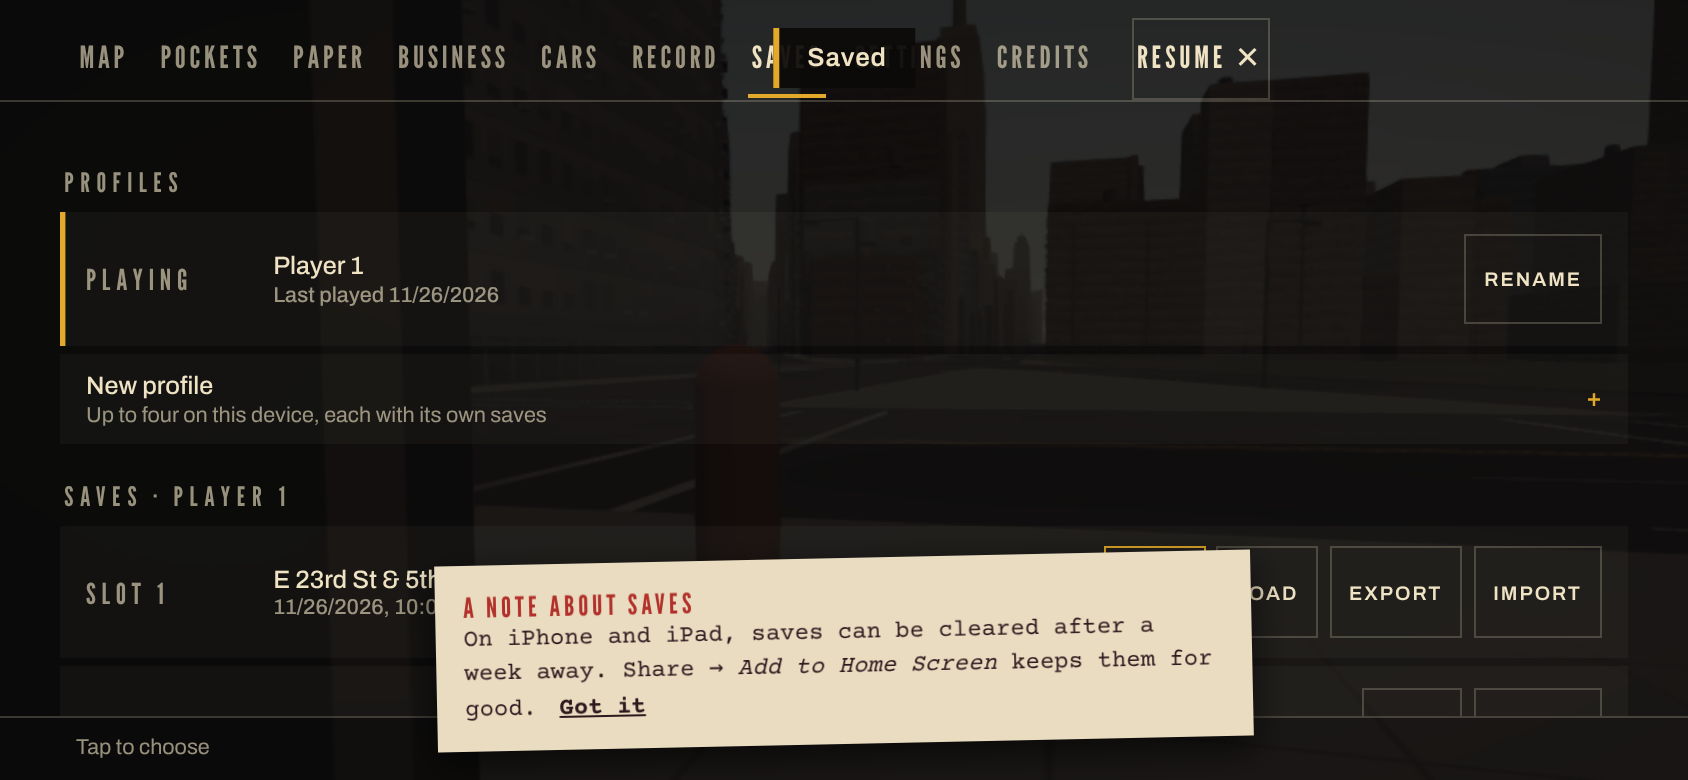 MAP POCKETS PAPER BUSINESS CARS RECORD Saved NGS CREDITS RESUME ✕
PROFILES
PLAYING
Player 1
Last played 11/26/2026
RENAME
New profile
Up to four on this device, each with its own saves
+
SAVES · PLAYER 1
SLOT 1
E 23rd St & 5th
11/26/2026, 10:0
OAD EXPORT IMPORT
A NOTE ABOUT SAVES
On iPhone and iPad, saves can be cleared after a
week away. Share → Add to Home Screen keeps them for
good. Got it
Tap to choose